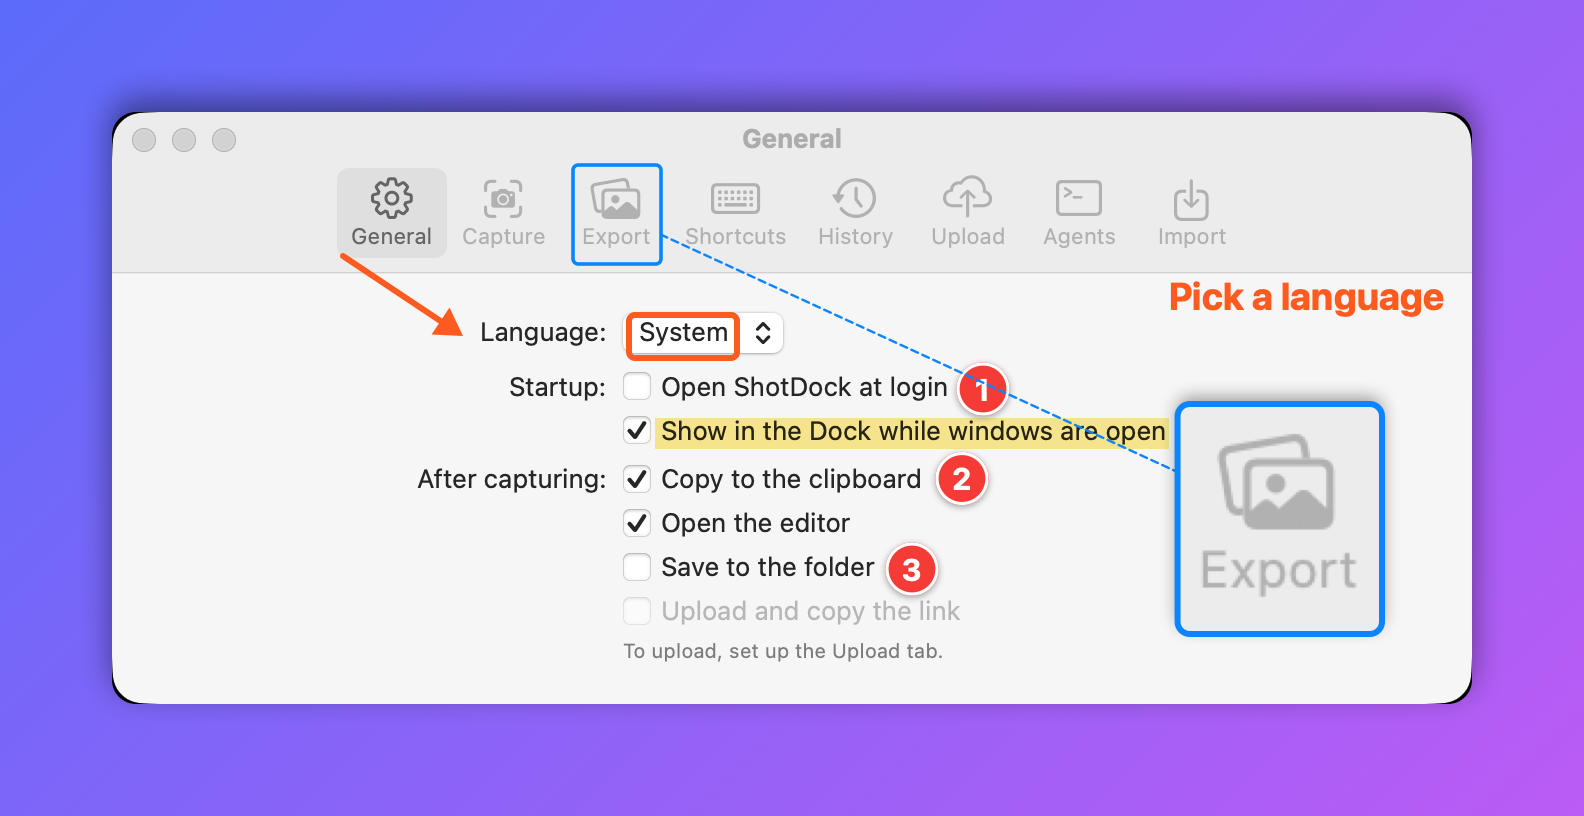 General
General Capture Export Shortcuts History Upload Agents Import
Pick a language
Language: System
Startup: Open ShotDock at login 1
Show in the Dock while windows are open
After capturing: Copy to the clipboard 2
Open the editor
Save to the folder 3
Export
Upload and copy the link
To upload, set up the Upload tab.